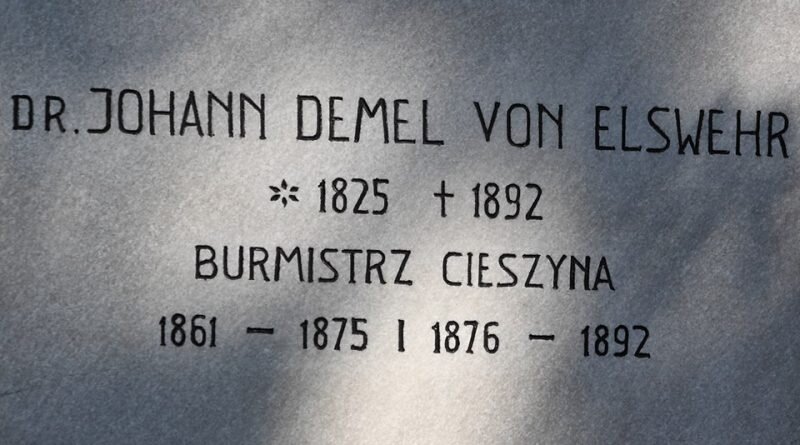 DR. JOHANN DEMEL VON ELSWEHR
* 1825 † 1892
BURMISTRZ CIESZYNA
1861 — 1875 I 1876 — 1892